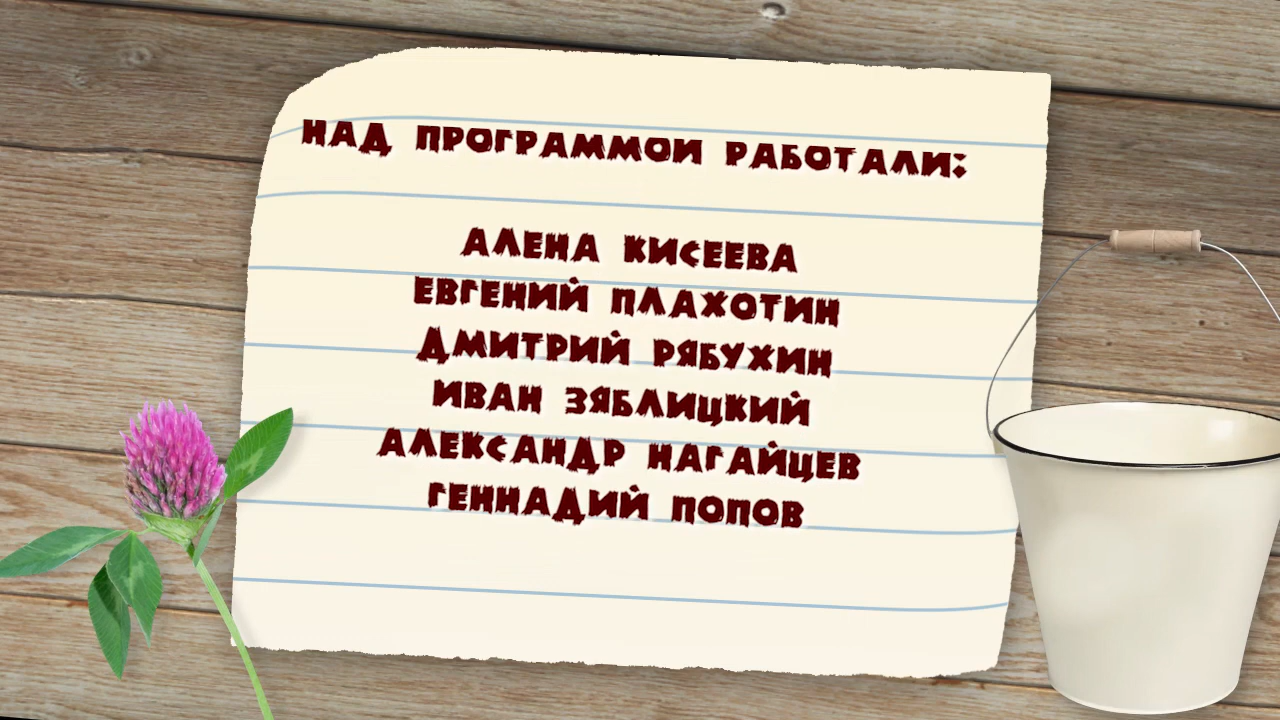 НАД ПРОГРАММОЙ РАБОТАЛИ:
АЛЕНА КИСЕЕВА
ЕВГЕНИЙ ПЛАХОТИН
ДМИТРИЙ РЯБУХИН
ИВАН ЗЯБЛИЦКИЙ
АЛЕКСАНДР НАГАЙЦЕВ
ГЕННАДИЙ ПОПОВ